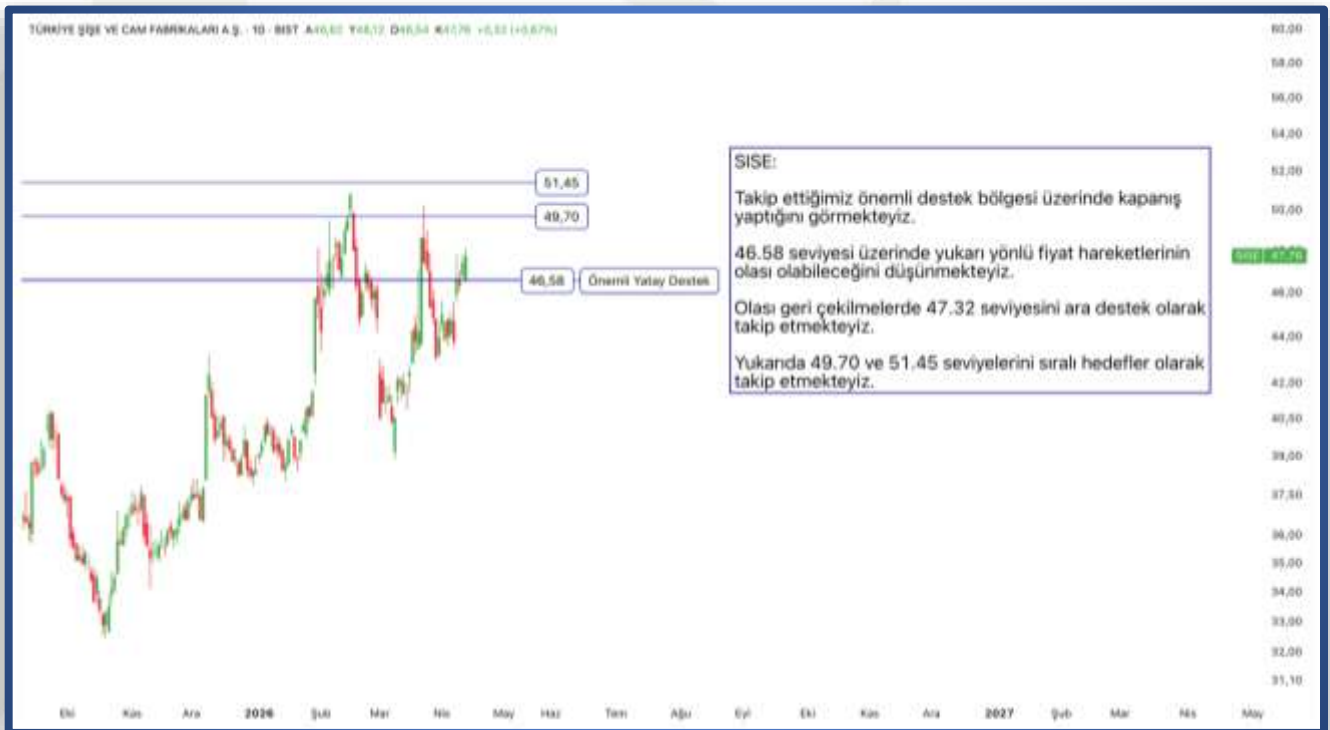 TÜRKİYE ŞİŞE VE CAM FABRİKALARI A.Ş. · 1G · BIST
60,00
58,00
56,00
54,00
52,00
50,00
46,00
44,00
42,00
40,50
39,00
37,50
36,00
35,00
34,00
33,00
32,00
31,10
51,45
49,70
46,58 Önemli Yatay Destek
SISE 47,76
SISE:
Takip ettiğimiz önemli destek bölgesi üzerinde kapanış
yaptığını görmekteyiz.
46.58 seviyesi üzerinde yukarı yönlü fiyat hareketlerinin
olası olabileceğini düşünmekteyiz.
Olası geri çekilmelerde 47.32 seviyesini ara destek olarak
takip etmekteyiz.
Yukarıda 49.70 ve 51.45 seviyelerini sıralı hedefler olarak
takip etmekteyiz.
Eki Kas Ara 2026 Şub Mar Nis May Haz Tem Ağu Eyl Eki Kas Ara 2027 Şub Mar Nis May